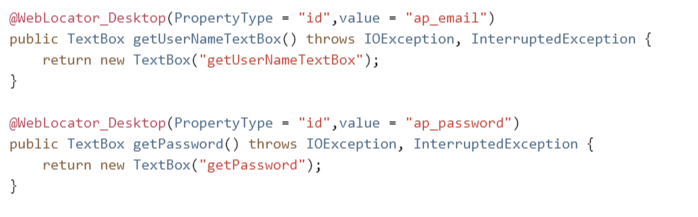 @WebLocator_Desktop(PropertyType = "id",value = "ap_email")
public TextBox getUserNameTextBox() throws IOException, InterruptedException {
    return new TextBox("getUserNameTextBox");
}

@WebLocator_Desktop(PropertyType = "id",value = "ap_password")
public TextBox getPassword() throws IOException, InterruptedException {
    return new TextBox("getPassword");
}